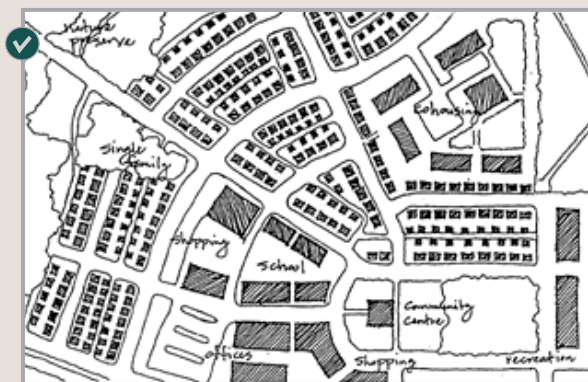 nature
preserve
Cohousing
single
family
shopping
school
Community
Centre
offices
shopping
recreation